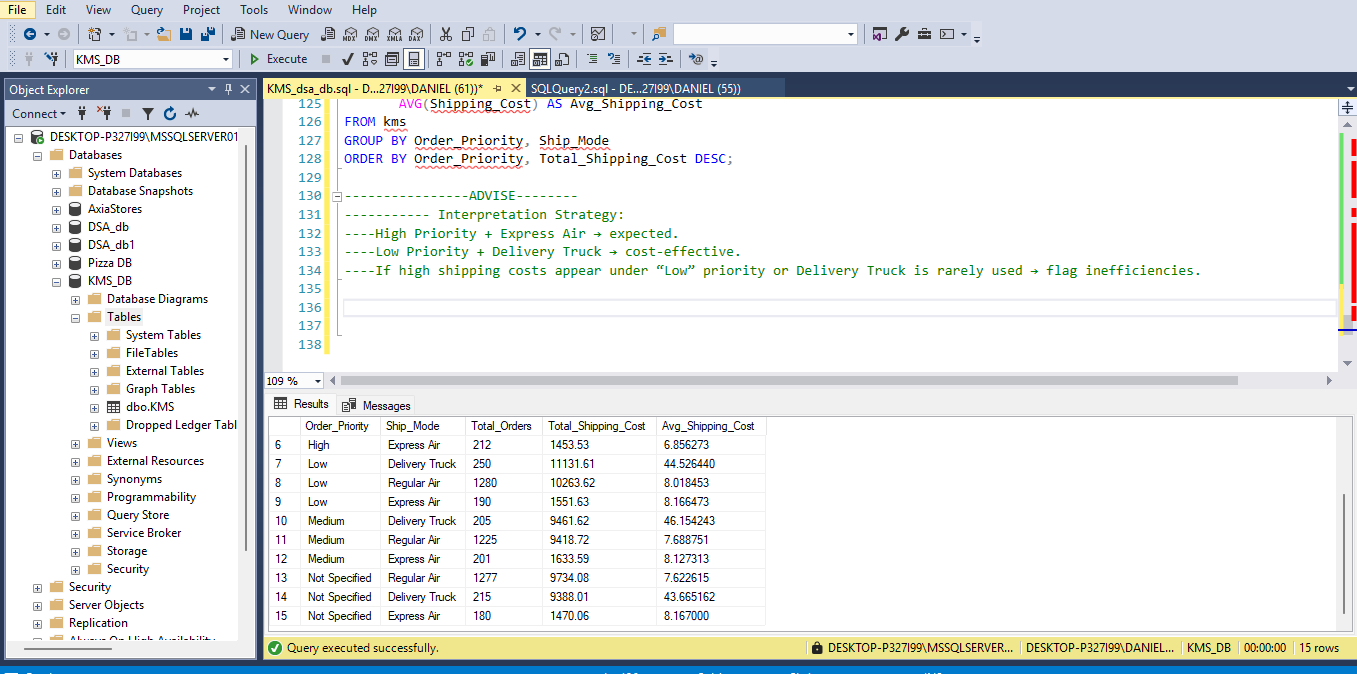 File Edit View Query Project Tools Window Help
New Query MDX DMX XMLA DAX
KMS_DB Execute
Object Explorer
Connect
DESKTOP-P327I99\MSSQLSERVER01
Databases
System Databases
Database Snapshots
AxiaStores
DSA_db
DSA_db1
Pizza DB
KMS_DB
Database Diagrams
Tables
System Tables
FileTables
External Tables
Graph Tables
dbo.KMS
Dropped Ledger Tabl
Views
External Resources
Synonyms
Programmability
Query Store
Service Broker
Storage
Security
Security
Server Objects
Replication
Always On High Availability
KMS_dsa_db.sql - D...27I99\DANIEL (61))* SQLQuery2.sql - DE...27I99\DANIEL (55))
125 AVG(Shipping_Cost) AS Avg_Shipping_Cost
126 FROM kms
127 GROUP BY Order_Priority, Ship_Mode
128 ORDER BY Order_Priority, Total_Shipping_Cost DESC;
129
130 ----------------ADVISE--------
131 ----------- Interpretation Strategy:
132 ----High Priority + Express Air → expected.
133 ----Low Priority + Delivery Truck → cost-effective.
134 ----If high shipping costs appear under “Low” priority or Delivery Truck is rarely used → flag inefficiencies.
135
136
137
138
109 %
Results Messages
Order_Priority Ship_Mode Total_Orders Total_Shipping_Cost Avg_Shipping_Cost
6 High Express Air 212 1453.53 6.856273
7 Low Delivery Truck 250 11131.61 44.526440
8 Low Regular Air 1280 10263.62 8.018453
9 Low Express Air 190 1551.63 8.166473
10 Medium Delivery Truck 205 9461.62 46.154243
11 Medium Regular Air 1225 9418.72 7.688751
12 Medium Express Air 201 1633.59 8.127313
13 Not Specified Regular Air 1277 9734.08 7.622615
14 Not Specified Delivery Truck 215 9388.01 43.665162
15 Not Specified Express Air 180 1470.06 8.167000
Query executed successfully. DESKTOP-P327I99\MSSQLSERVER... DESKTOP-P327I99\DANIEL... KMS_DB 00:00:00 15 rows